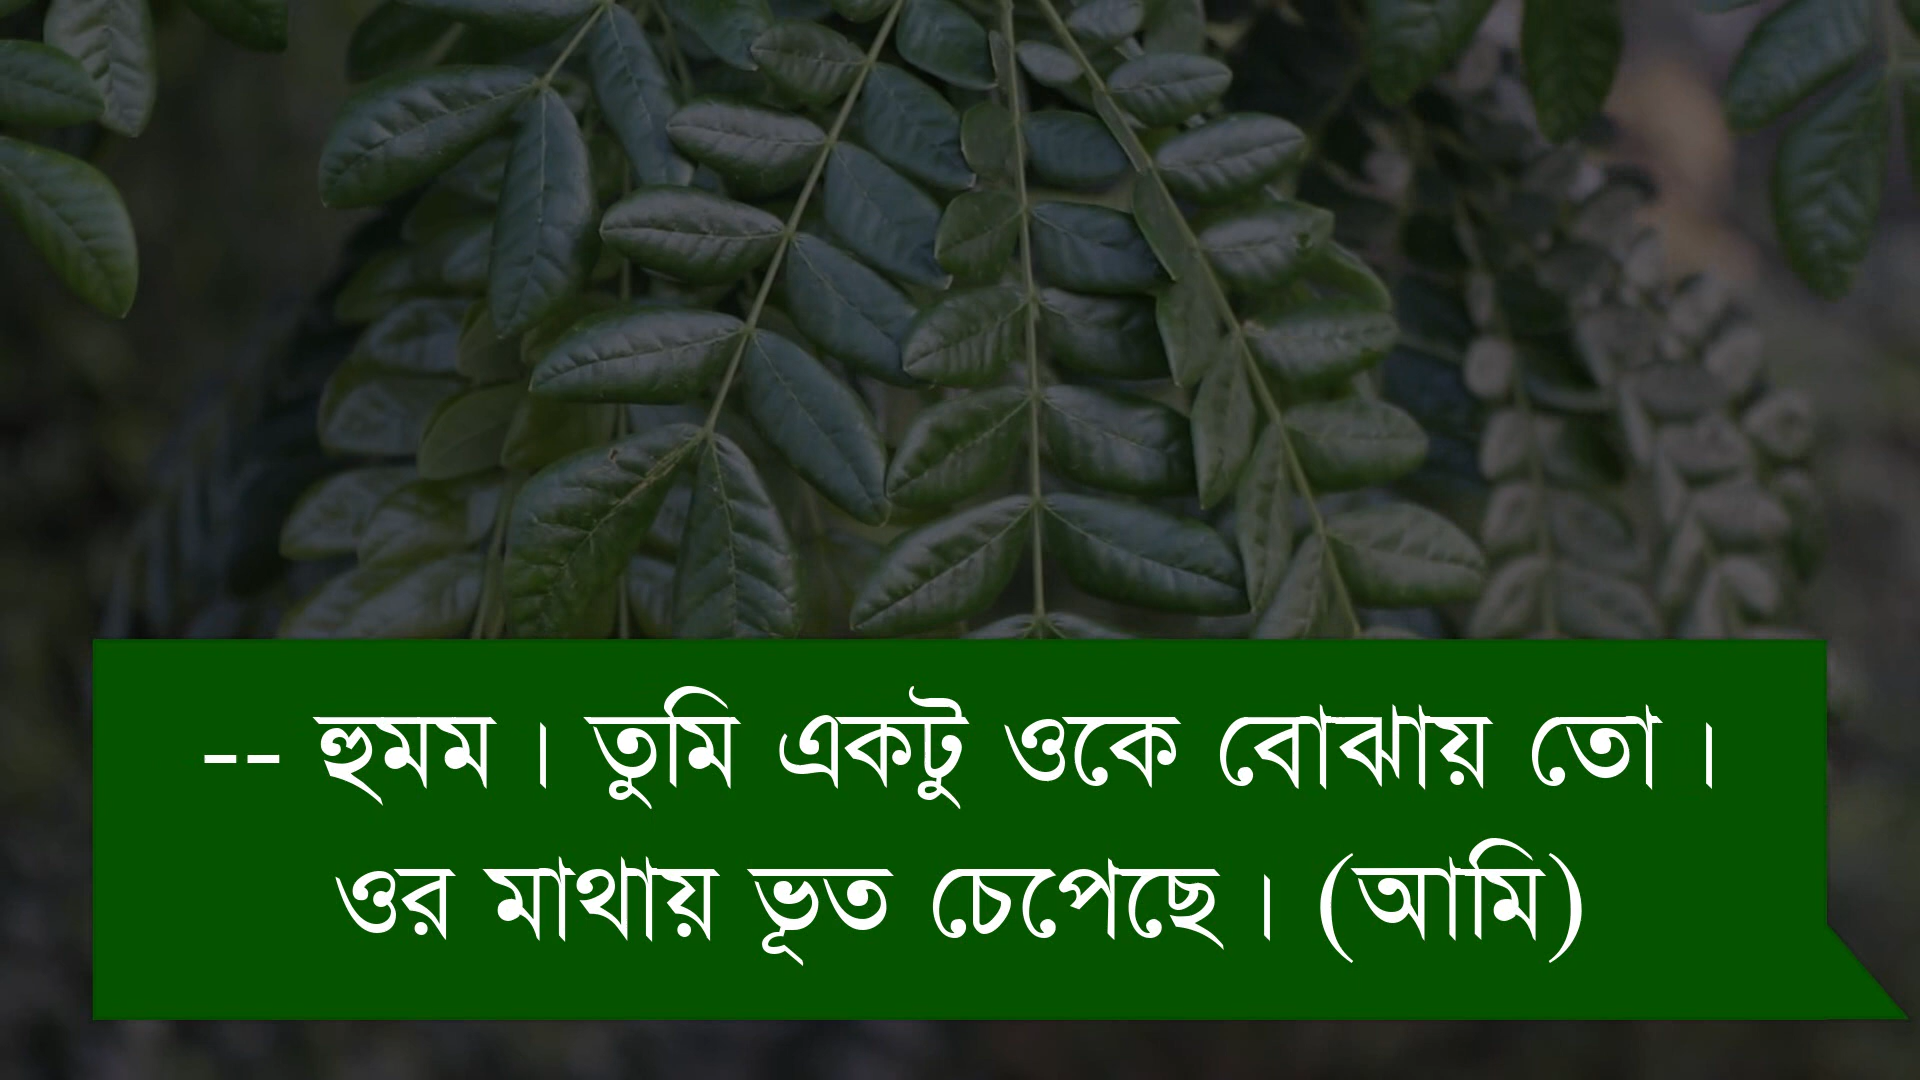 -- হুমম । তুমি একটু ওকে বোঝায় তো ।
ওর মাথায় ভূত চেপেছে । (আমি)